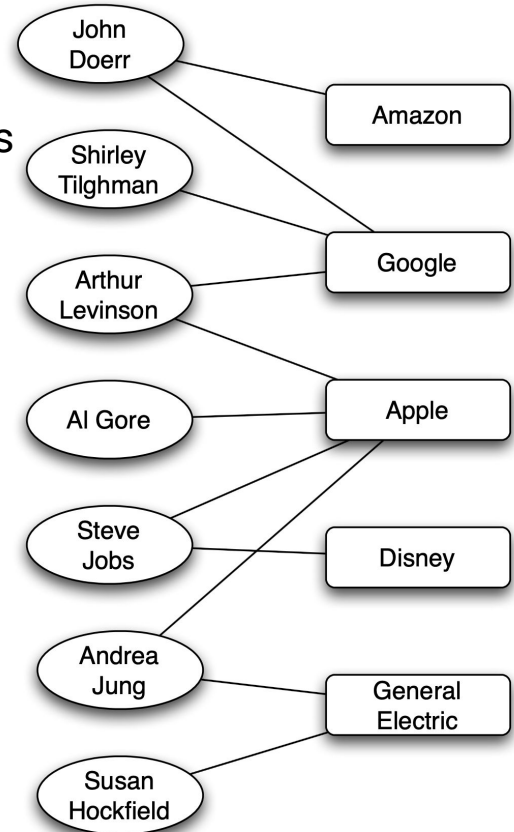 John
Doerr
Amazon
s
Shirley
Tilghman
Google
Arthur
Levinson
Apple
Al Gore
Steve
Jobs
Disney
Andrea
Jung
General
Electric
Susan
Hockfield